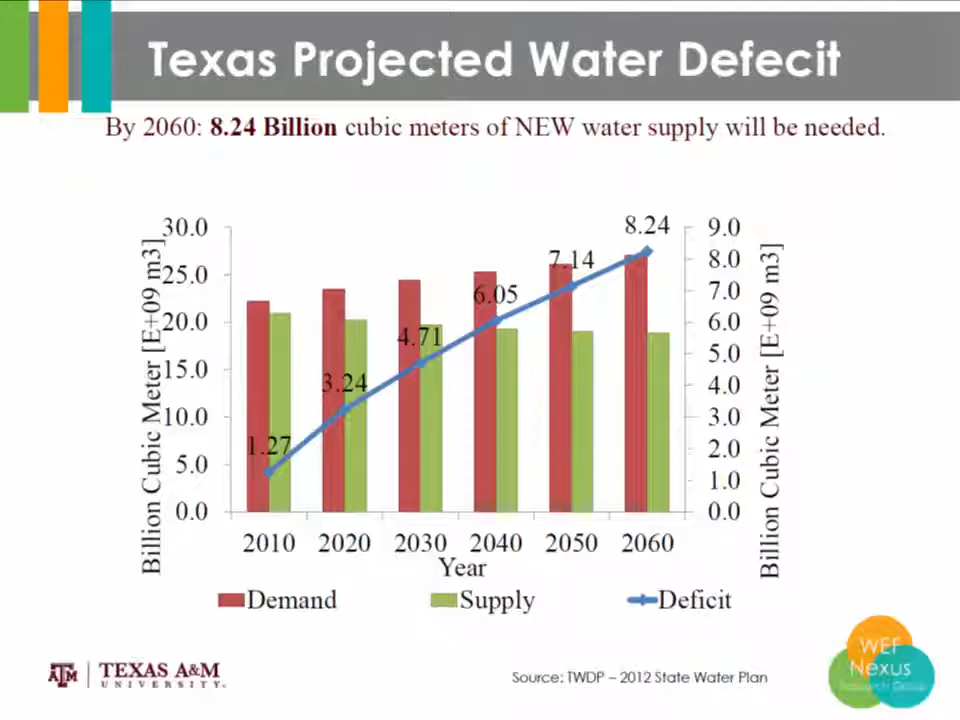 Texas Projected Water Defecit
By 2060: 8.24 Billion cubic meters of NEW water supply will be needed.
Billion Cubic Meter [E+09 m3]
30.0
25.0
20.0
15.0
10.0
5.0
0.0
1.27
3.24
4.71
6.05
7.14
8.24
9.0
8.0
7.0
6.0
5.0
4.0
3.0
2.0
1.0
0.0
Billion Cubic Meter [E+09 m3]
2010 2020 2030 2040 2050 2060
Year
Demand Supply Deficit
ATM TEXAS A&M
UNIVERSITY.
Source: TWDP – 2012 State Water Plan
WEF
Nexus
Research Group